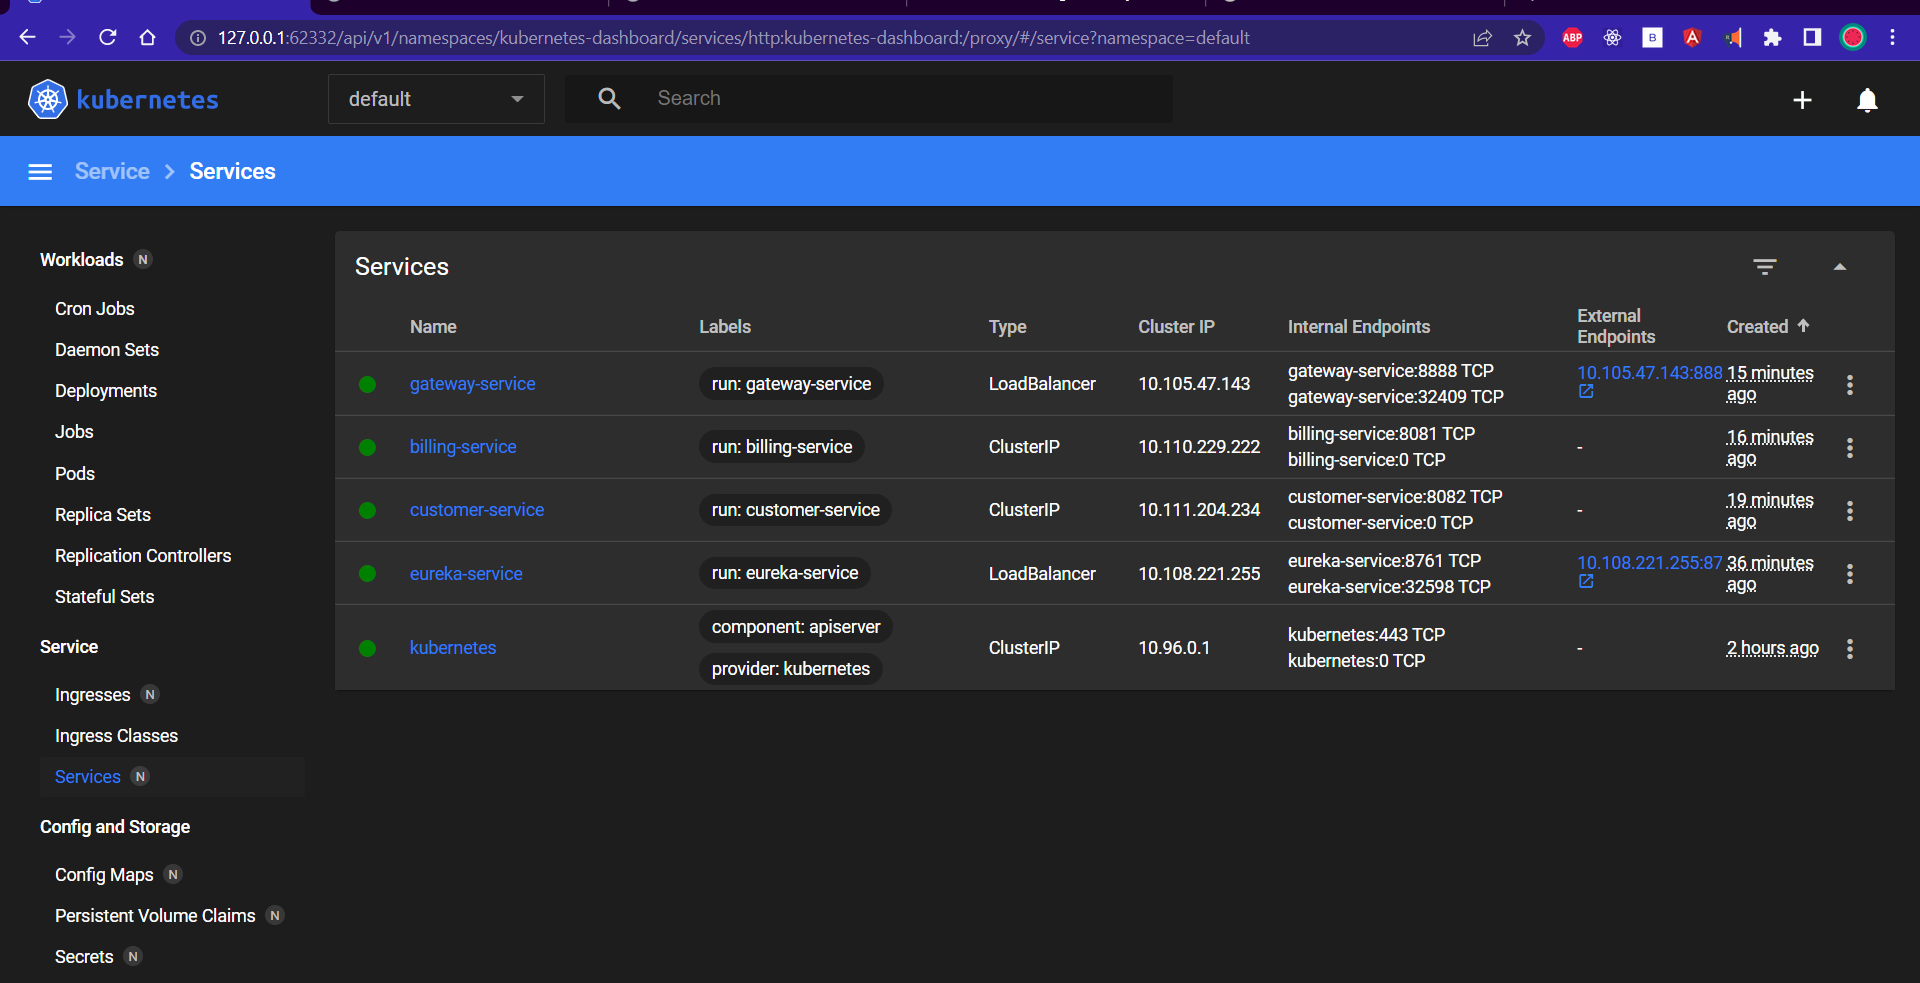 127.0.0.1:62332/api/v1/namespaces/kubernetes-dashboard/services/http:kubernetes-dashboard:/proxy/#/service?namespace=default
ABP
B
A
kubernetes
default
Search
Service
Services
Workloads N
Cron Jobs
Daemon Sets
Deployments
Jobs
Pods
Replica Sets
Replication Controllers
Stateful Sets
Service
Ingresses N
Ingress Classes
Services N
Config and Storage
Config Maps N
Persistent Volume Claims N
Secrets N
Services
Name Labels Type Cluster IP Internal Endpoints External Endpoints Created
gateway-service run: gateway-service LoadBalancer 10.105.47.143 gateway-service:8888 TCP 10.105.47.143:888 15 minutes
gateway-service:32409 TCP ago
billing-service run: billing-service ClusterIP 10.110.229.222 billing-service:8081 TCP - 16 minutes
billing-service:0 TCP ago
customer-service run: customer-service ClusterIP 10.111.204.234 customer-service:8082 TCP - 19 minutes
customer-service:0 TCP ago
eureka-service run: eureka-service LoadBalancer 10.108.221.255 eureka-service:8761 TCP 10.108.221.255:87 36 minutes
eureka-service:32598 TCP ago
kubernetes component: apiserver ClusterIP 10.96.0.1 kubernetes:443 TCP - 2 hours ago
provider: kubernetes kubernetes:0 TCP